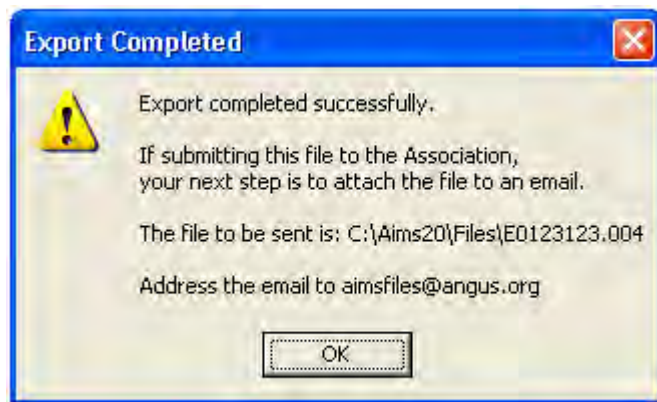 Export Completed
Export completed successfully.
If submitting this file to the Association,
your next step is to attach the file to an email.
The file to be sent is: C:\Aims20\Files\E0123123.004
Address the email to aimsfiles@angus.org
OK